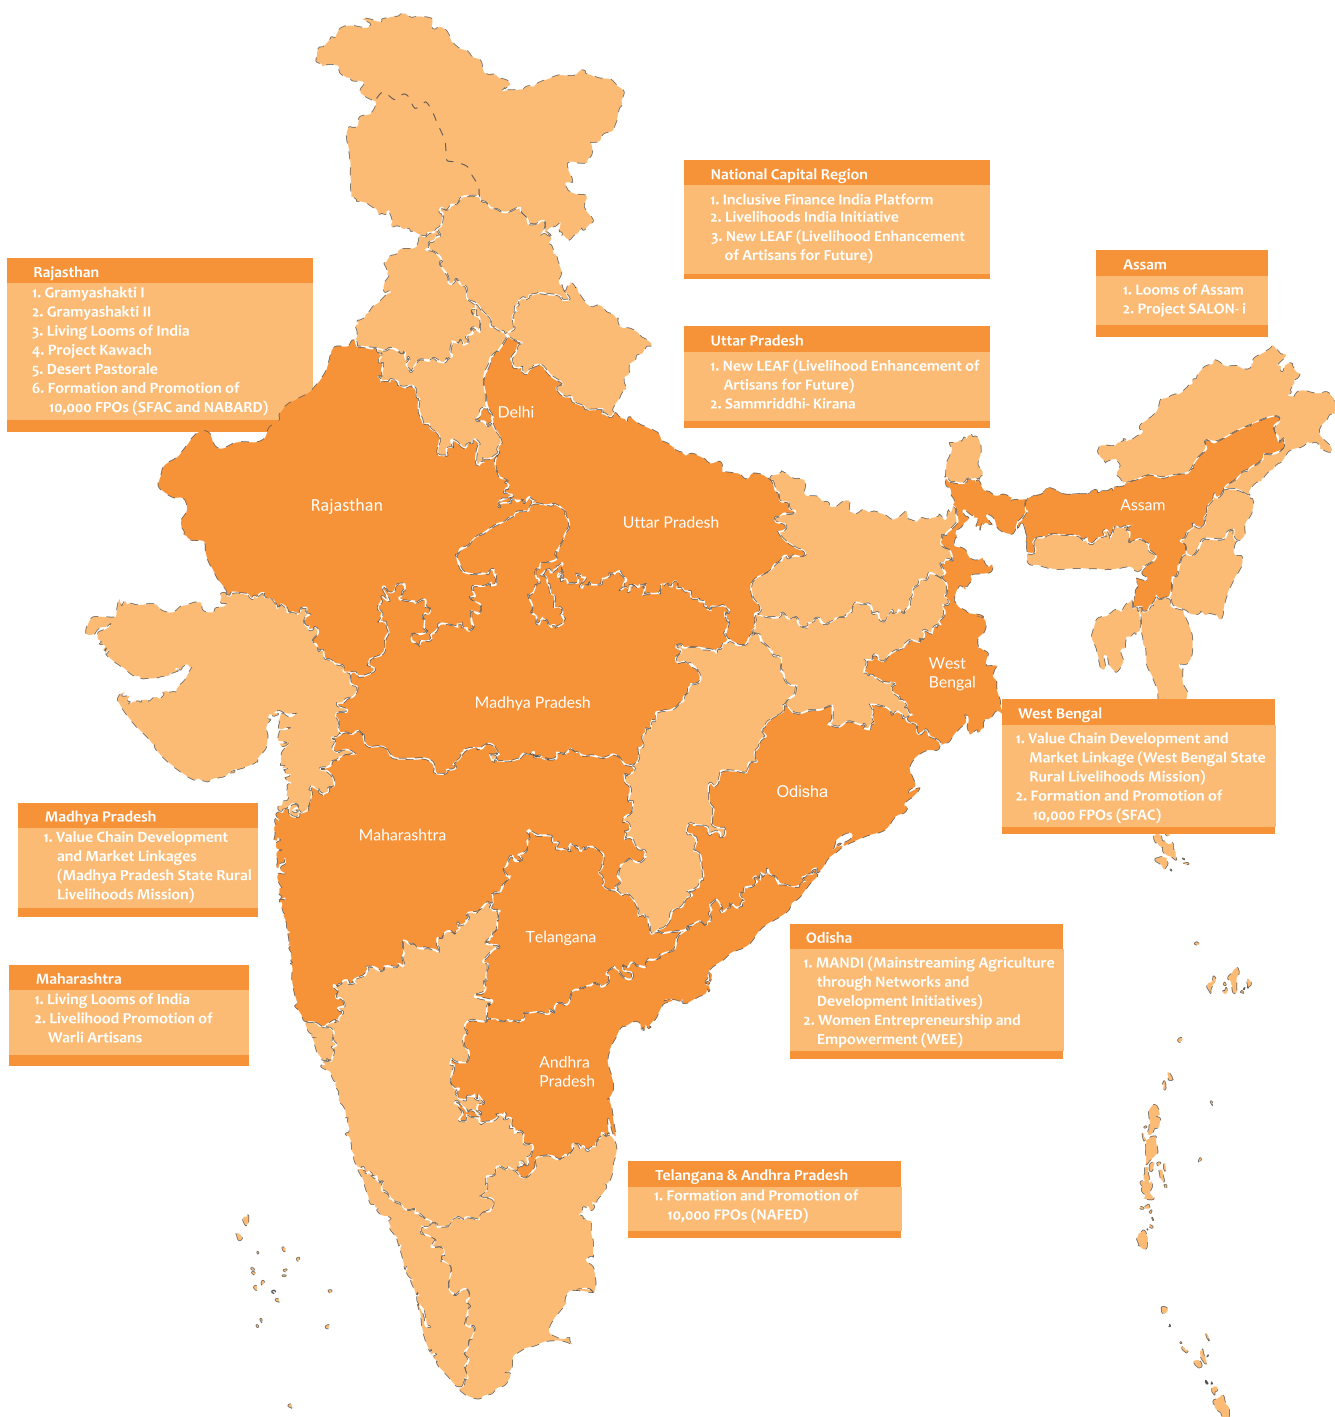 National Capital Region
1. Inclusive Finance India Platform
2. Livelihoods India Initiative
3. New LEAF (Livelihood Enhancement
of Artisans for Future)
Rajasthan
1. Gramyashakti I
2. Gramyashakti II
3. Living Looms of India
4. Project Kawach
5. Desert Pastorale
6. Formation and Promotion of
10,000 FPOs (SFAC and NABARD)
Assam
1. Looms of Assam
2. Project SALON- i
Uttar Pradesh
1. New LEAF (Livelihood Enhancement of
Artisans for Future)
2. Sammriddhi- Kirana
Delhi
Rajasthan
Uttar Pradesh
Assam
West
Bengal
Madhya Pradesh
Odisha
Maharashtra
Telangana
Andhra
Pradesh
West Bengal
1. Value Chain Development and
Market Linkage (West Bengal State
Rural Livelihoods Mission)
2. Formation and Promotion of
10,000 FPOs (SFAC)
Madhya Pradesh
1. Value Chain Development
and Market Linkages
(Madhya Pradesh State Rural
Livelihoods Mission)
Odisha
1. MANDI (Mainstreaming Agriculture
through Networks and
Development Initiatives)
2. Women Entrepreneurship and
Empowerment (WEE)
Maharashtra
1. Living Looms of India
2. Livelihood Promotion of
Warli Artisans
Telangana & Andhra Pradesh
1. Formation and Promotion of
10,000 FPOs (NAFED)